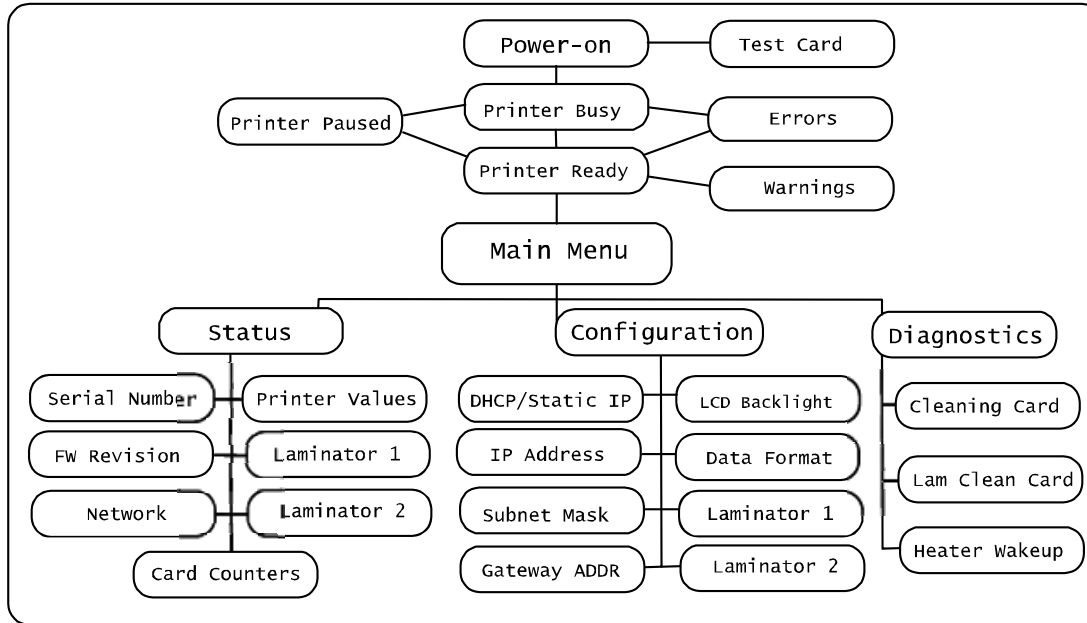 Power-on
Test Card
Printer Busy
Errors
Printer Paused
Printer Ready
Warnings
Main Menu
Status
Configuration
Diagnostics
Serial Number
Printer Values
FW Revision
Laminator 1
Network
Laminator 2
Card Counters
DHCP/Static IP
LCD Backlight
IP Address
Data Format
Subnet Mask
Laminator 1
Gateway ADDR
Laminator 2
Cleaning Card
Lam Clean Card
Heater Wakeup